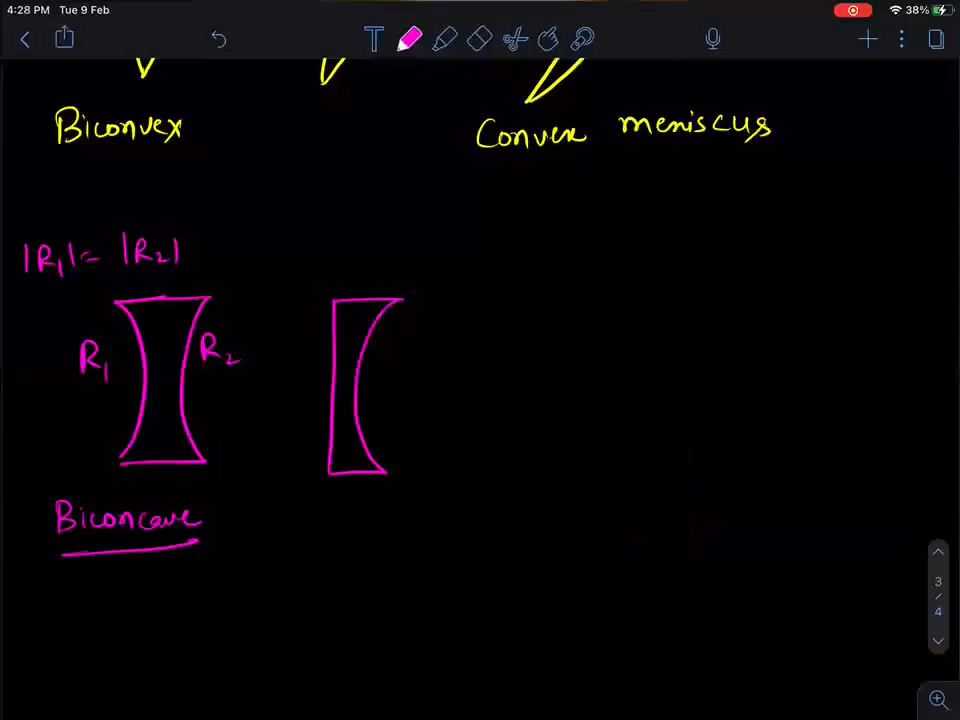 4:28 PM Tue 9 Feb
38%
T
Biconvex
Convex meniscus
|R₁| = |R₂|
R₁
R₂
Biconcave
3
/
4